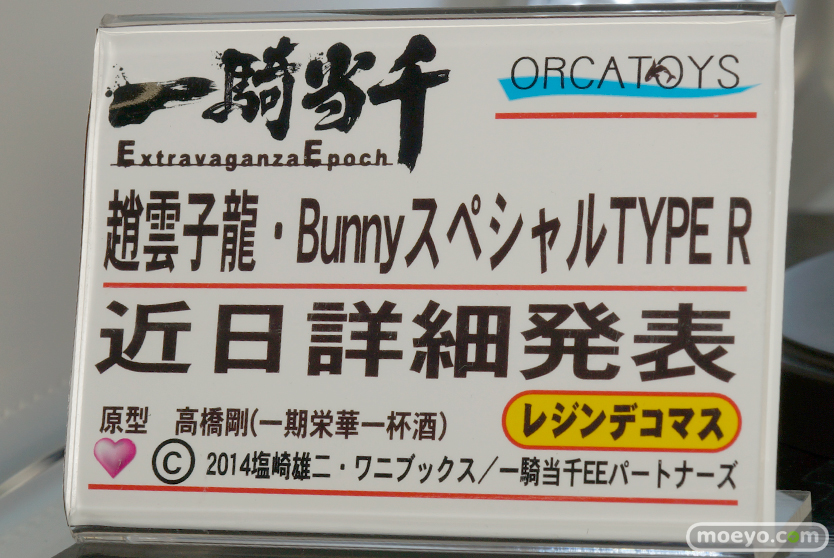 一騎当千
ExtravaganzaEpoch
ORCATOYS
趙雲子龍・BunnyスペシャルTYPE R
近日詳細発表
原型 高橋剛(一期栄華一杯酒)
レジンデコマス
©2014塩崎雄二・ワニブックス／一騎当千EEパートナーズ
moeyo.com